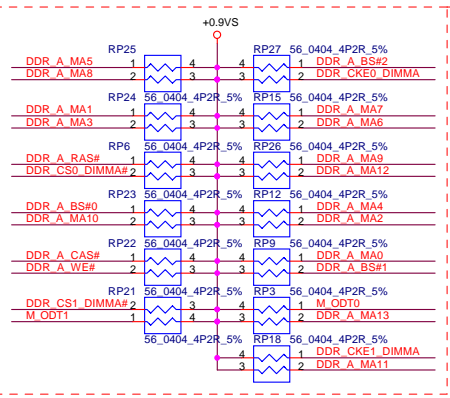 +0.9VS
RP25 RP27 56_0404_4P2R_5%
DDR_A_MA5 1 4 4 1 DDR_A_BS#2
DDR_A_MA8 2 3 3 2 DDR_CKE0_DIMMA
RP24 56_0404_4P2R_5% RP15 56_0404_4P2R_5%
DDR_A_MA1 1 4 4 1 DDR_A_MA7
DDR_A_MA3 2 3 3 2 DDR_A_MA6
RP6 56_0404_4P2R_5% RP26 56_0404_4P2R_5%
DDR_A_RAS# 1 4 4 1 DDR_A_MA9
DDR_CS0_DIMMA# 2 3 3 2 DDR_A_MA12
RP23 56_0404_4P2R_5% RP12 56_0404_4P2R_5%
DDR_A_BS#0 1 4 4 1 DDR_A_MA4
DDR_A_MA10 2 3 3 2 DDR_A_MA2
RP22 56_0404_4P2R_5% RP9 56_0404_4P2R_5%
DDR_A_CAS# 1 4 4 1 DDR_A_MA0
DDR_A_WE# 2 3 3 2 DDR_A_BS#1
RP21 56_0404_4P2R_5% RP3 56_0404_4P2R_5%
DDR_CS1_DIMMA# 2 3 4 1 M_ODT0
M_ODT1 1 4 3 2 DDR_A_MA13
56_0404_4P2R_5% RP18 56_0404_4P2R_5%
4 1 DDR_CKE1_DIMMA
3 2 DDR_A_MA11